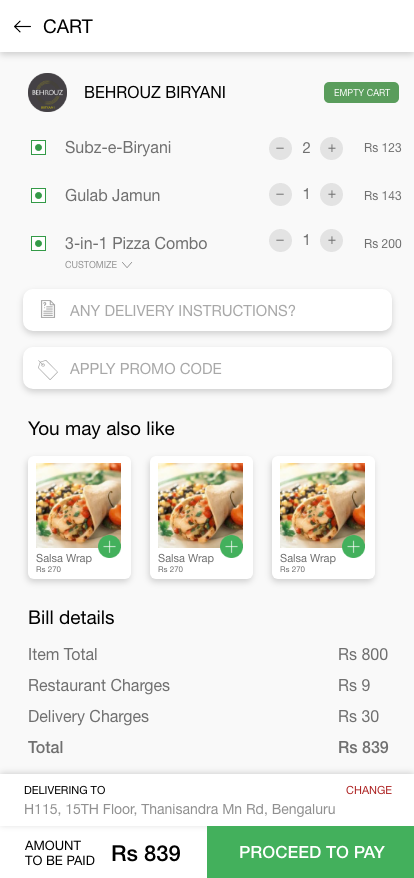 CART
BEHROUZ
BEHROUZ BIRYANI
EMPTY CART
Subz-e-Biryani − 2 + Rs 123
Gulab Jamun − 1 + Rs 143
3-in-1 Pizza Combo − 1 + Rs 200
CUSTOMIZE
ANY DELIVERY INSTRUCTIONS?
APPLY PROMO CODE
You may also like
Salsa Wrap Salsa Wrap Salsa Wrap
Rs 270 Rs 270 Rs 270
Bill details
Item Total Rs 800
Restaurant Charges Rs 9
Delivery Charges Rs 30
Total Rs 839
DELIVERING TO CHANGE
H115, 15TH Floor, Thanisandra Mn Rd, Bengaluru
AMOUNT
TO BE PAID Rs 839 PROCEED TO PAY